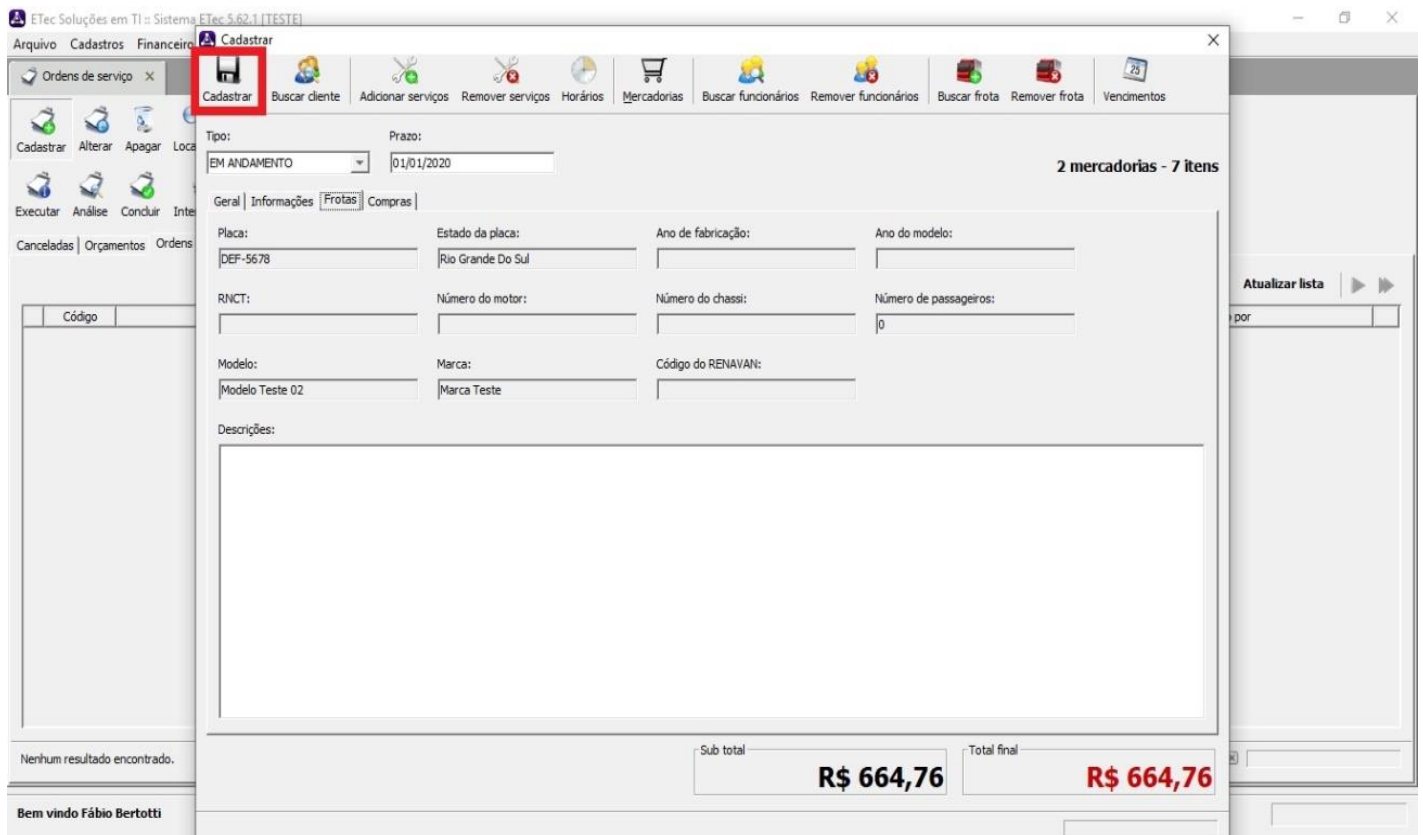 ETec Soluções em TI :: Sistema ETec 5.62.1 [TESTE]
Arquivo Cadastros Financeiro
Cadastrar
Ordens de serviço
Cadastrar Buscar cliente Adicionar serviços Remover serviços Horários Mercadorias Buscar funcionários Remover funcionários Buscar frota Remover frota Vencimentos
25
Cadastrar Alterar Apagar Loca
Executar Análise Concluir Inte
Canceladas Orçamentos Ordens
Tipo: Prazo:
EM ANDAMENTO 01/01/2020
2 mercadorias - 7 itens
Geral Informações Frotas Compras
Placa: Estado da placa: Ano de fabricação: Ano do modelo:
DEF-5678 Rio Grande Do Sul
RNCT: Número do motor: Número do chassi: Número de passageiros:
0
Modelo: Marca: Código do RENAVAN:
Modelo Teste 02 Marca Teste
Descrições:
Atualizar lista
Código
por
Sub total Total final
R$ 664,76 R$ 664,76
Nenhum resultado encontrado.
Bem vindo Fábio Bertotti